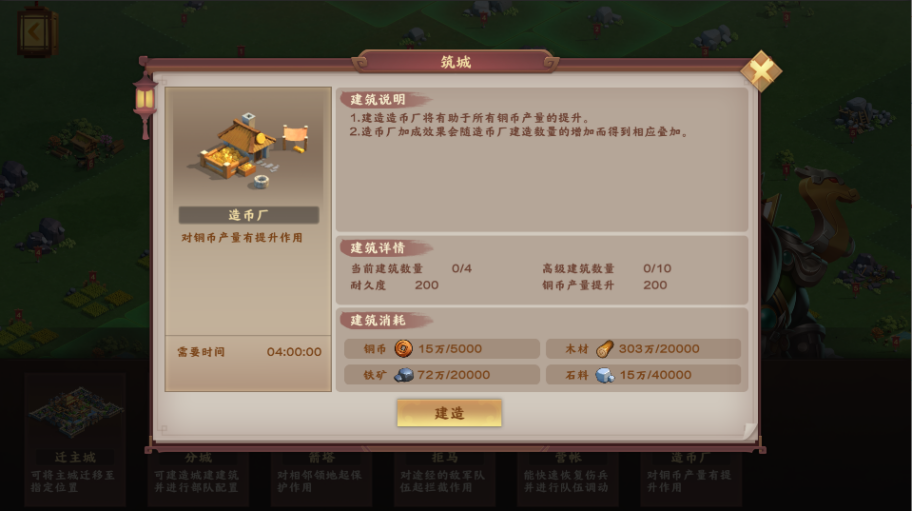 筑城
建筑说明
1.建造造币厂将有助于所有铜币产量的提升。
2.造币厂加成效果会随造币厂建造数量的增加而得到相应叠加。
造币厂
对铜币产量有提升作用
建筑详情
当前建筑数量 0/4 高级建筑数量 0/10
耐久度 200 铜币产量提升 200
建筑消耗
需要时间 04:00:00
铜币 15万/5000 木材 303万/20000
铁矿 72万/20000 石料 15万/40000
建造
迁主城 分城 箭塔 拒马 营帐 造币厂
可将主城迁移至 可建造城建建筑 对相邻领地起保 对途经的敌军队 能快速恢复伤兵 对铜币产量有提
指定位置 并进行部队配置 护作用 伍起拦截作用 并进行队伍调动 升作用